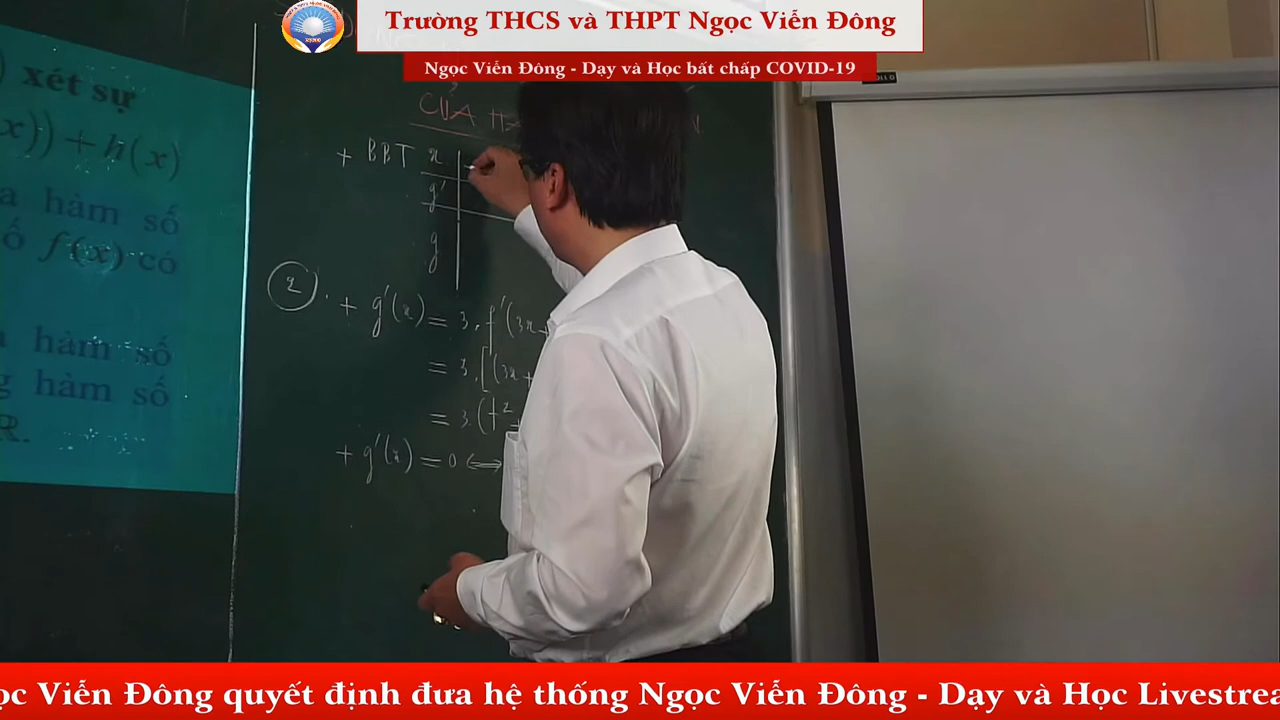 Trường THCS và THPT Ngọc Viễn Đông
Ngọc Viễn Đông - Dạy và Học bất chấp COVID-19
) xét sự
x)) + h(x)
a hàm số
ố f(x) có
a hàm số
g hàm số
ℝ.
CỦA
+ BBT x
g'
g
2
+ g'(x) = 3.f'(3x+
= 3.[(3x+
= 3.(t²+
+ g'(x) = 0 ⇔
ọc Viễn Đông quyết định đưa hệ thống Ngọc Viễn Đông - Dạy và Học Livestrea